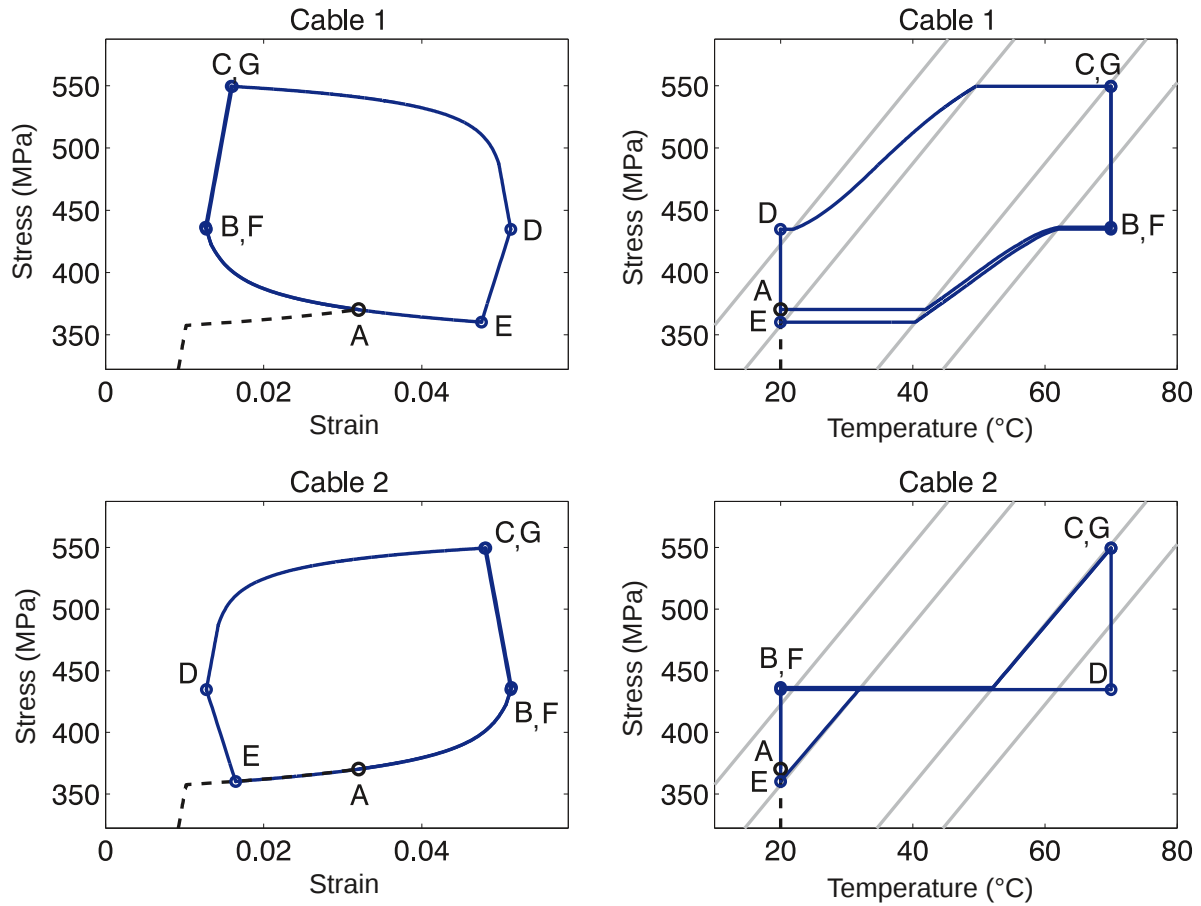 Cable 1
Stress (MPa)
550
500
450
400
350
C,G
B,F
D
A
E
0
0.02
0.04
Strain
Cable 1
Stress (MPa)
550
500
450
400
350
C,G
D
B,F
A
E
20
40
60
80
Temperature (°C)
Cable 2
Stress (MPa)
550
500
450
400
350
C,G
D
B,F
E
A
0
0.02
0.04
Strain
Cable 2
Stress (MPa)
550
500
450
400
350
C,G
B,F
D
A
E
20
40
60
80
Temperature (°C)